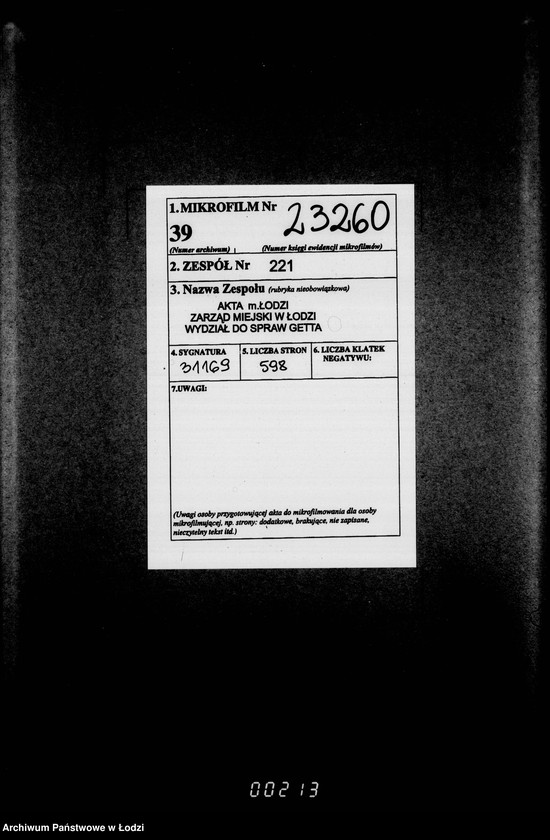 1. MIKROFILM Nr 23260
39
(Numer archiwum) (Numer księgi ewidencji mikrofilmów)
2. ZESPÓŁ Nr 221
3. Nazwa Zespołu (rubryka nieobowiązkowa)
AKTA m.ŁODZI
ZARZĄD MIEJSKI W ŁODZI
WYDZIAŁ DO SPRAW GETTA
4. SYGNATURA 5. LICZBA STRON 6. LICZBA KLATEK
NEGATYWU:
31169 598
7.UWAGI:
(Uwagi osoby przygotowującej akta do mikrofilmowania dla osoby
mikrofilmującej, np. strony: dodatkowe, brakujące, nie zapisane,
nieczytelny tekst itd.)
00213
Archiwum Państwowe w Łodzi